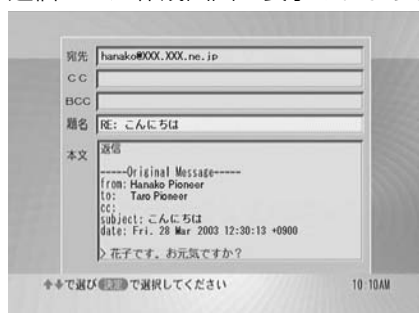 宛先 hanako@XXX.XXX.ne.jp
CC
BCC
題名 RE: こんにちは
本文 返信
-----Original Message-----
from: Hanako Pioneer
to: Taro Pioneer
cc:
subject: こんにちは
date: Fri. 28 Mar 2003 12:30:13 +0900
> 花子です。お元気ですか？
で選び 決定 で選択してください 10:10AM